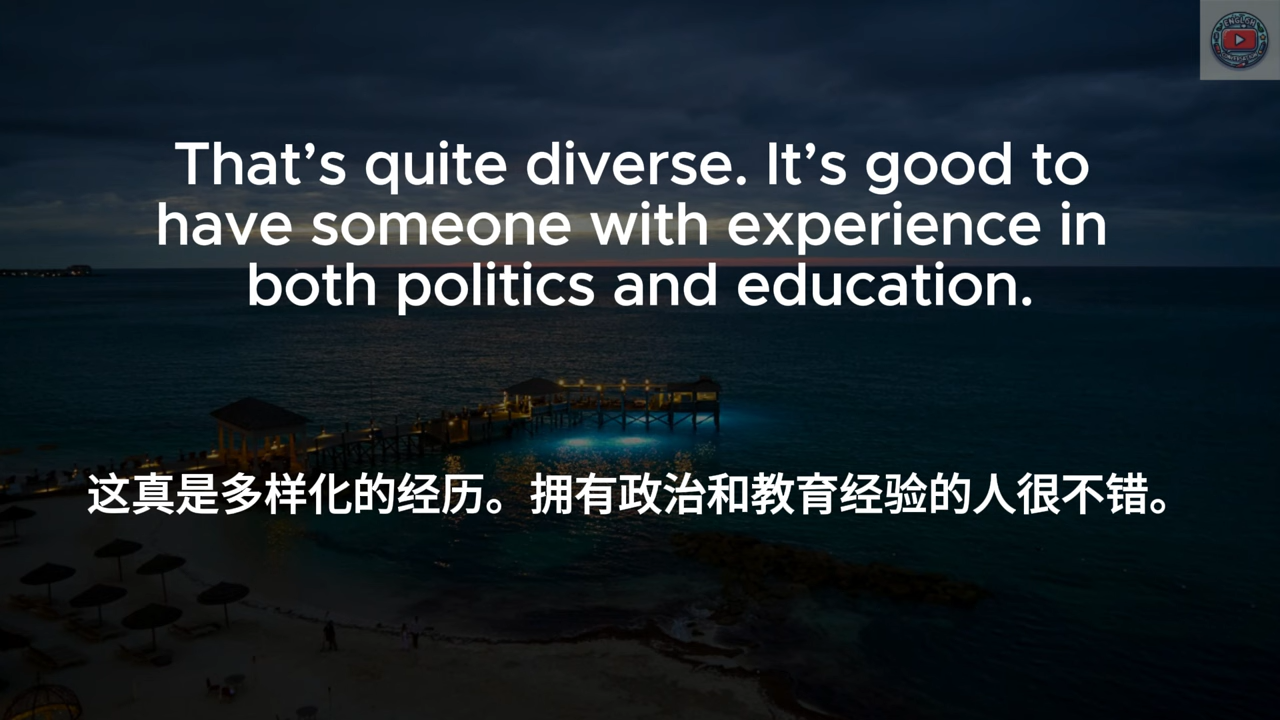 ENGLISH
That’s quite diverse. It’s good to
have someone with experience in
both politics and education.
这真是多样化的经历。拥有政治和教育经验的人很不错。